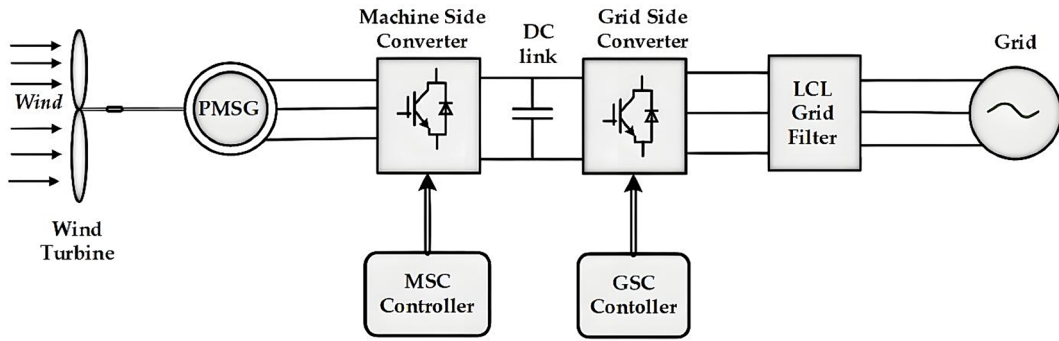 Machine Side
Converter
DC
link
Grid Side
Converter
Grid
Wind
PMSG
LCL
Grid
Filter
Wind
Turbine
MSC
Controller
GSC
Contoller